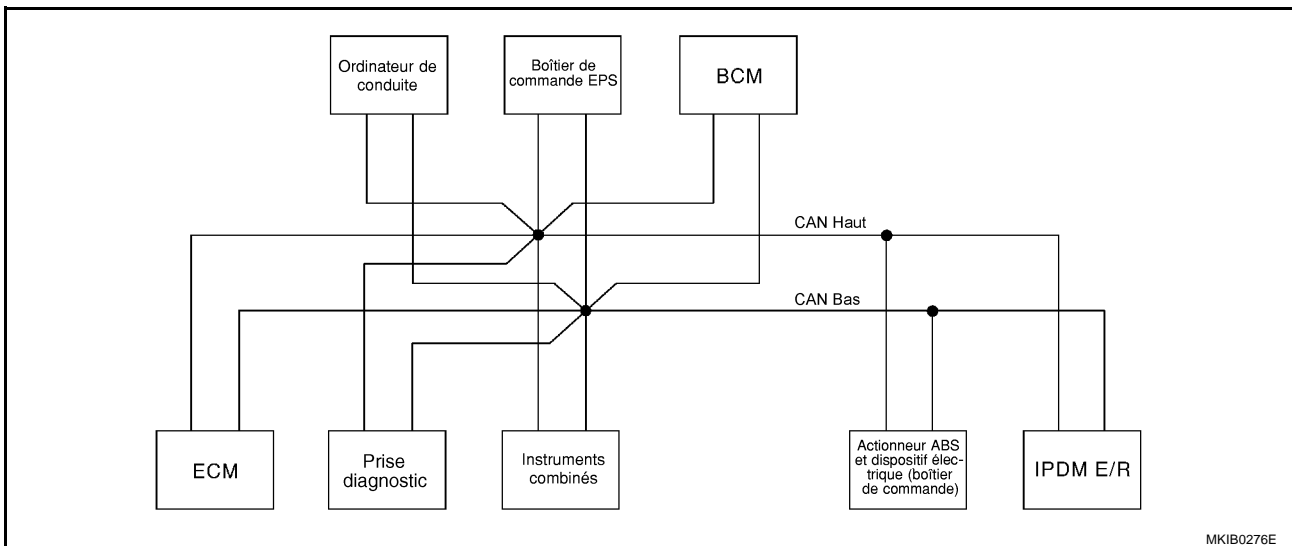 Ordinateur de
conduite
Boîtier de
commande EPS
BCM
CAN Haut
CAN Bas
ECM
Prise
diagnostic
Instruments
combinés
Actionneur ABS
et dispositif élec-
trique (boîtier
de commande)
IPDM E/R
MKIB0276E